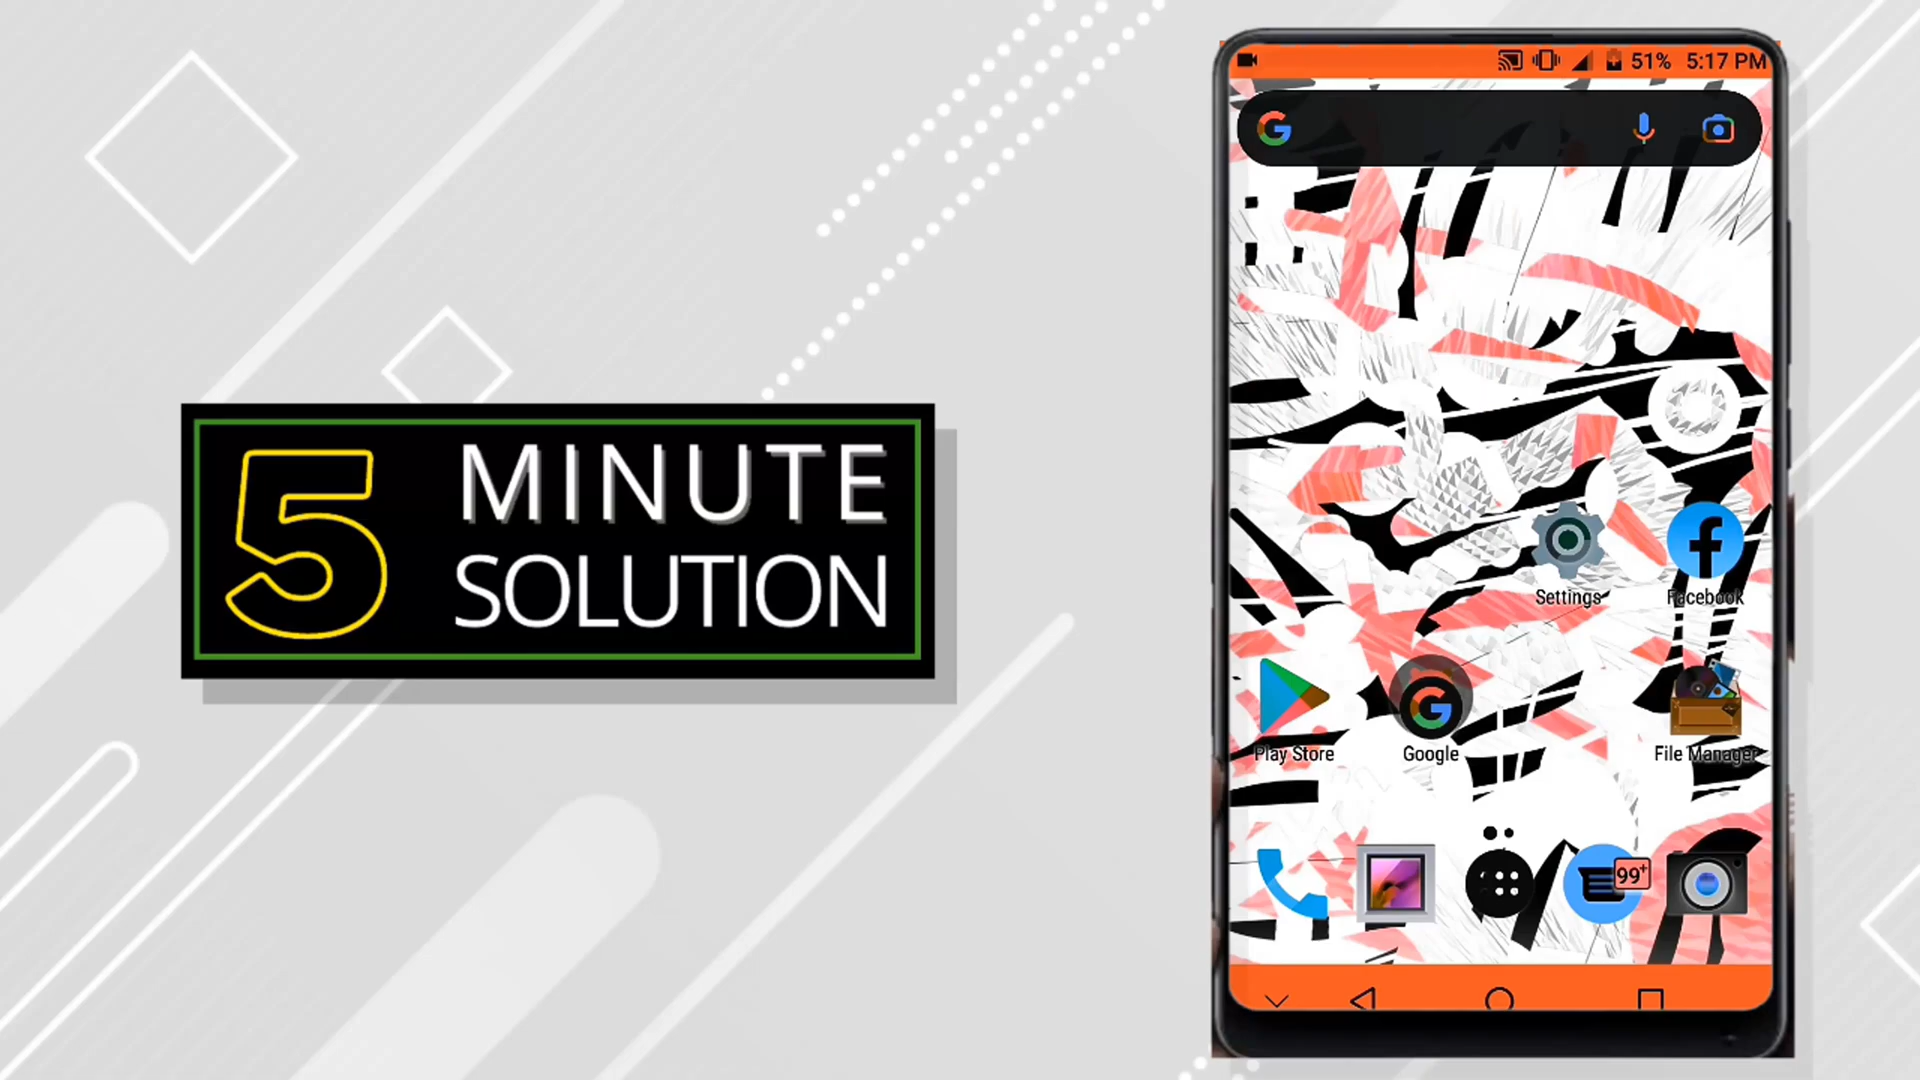 5 MINUTE
SOLUTION
51% 5:17 PM
Settings
Facebook
Play Store
Google
File Manager
99+